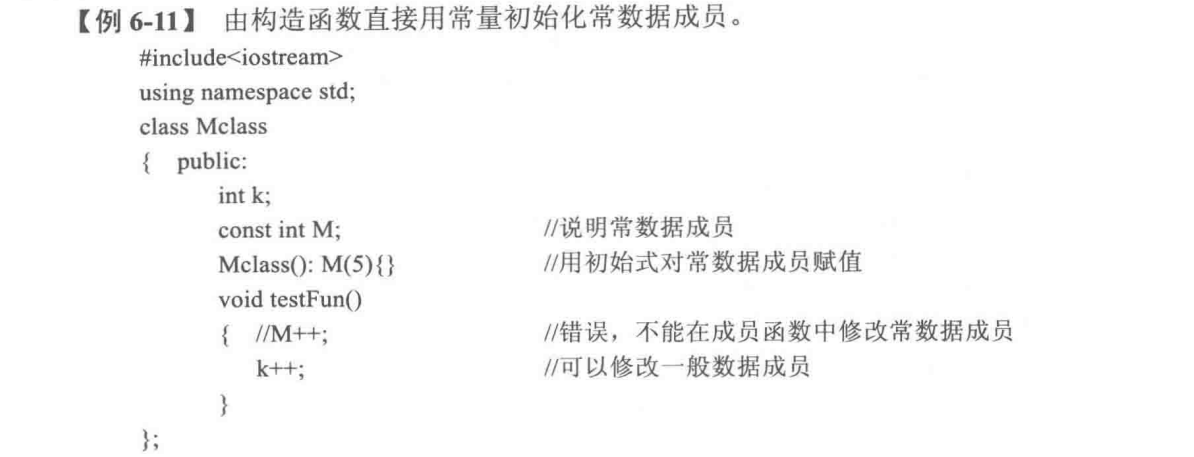 【例 6-11】 由构造函数直接用常量初始化常数据成员。
#include<iostream>
using namespace std;
class Mclass
{ public:
int k;
const int M; //说明常数据成员
Mclass(): M(5){} //用初始式对常数据成员赋值
void testFun()
{ //M++; //错误，不能在成员函数中修改常数据成员
k++; //可以修改一般数据成员
}
};